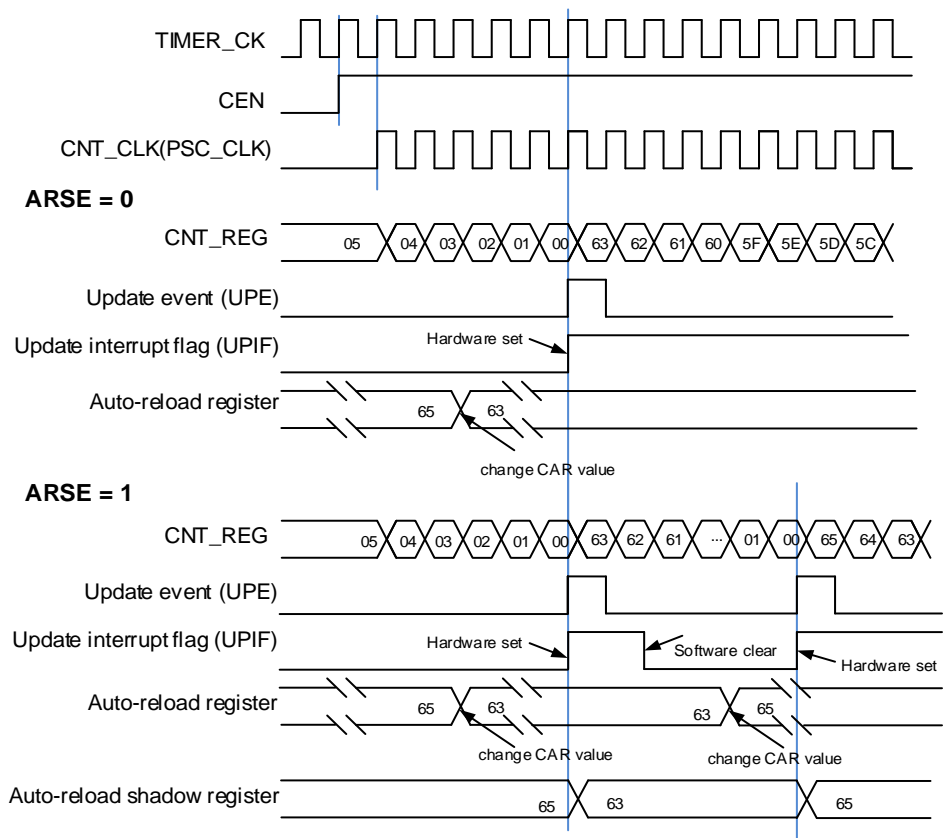 TIMER_CK
CEN
CNT_CLK(PSC_CLK)
ARSE = 0
CNT_REG 05 04 03 02 01 00 63 62 61 60 5F 5E 5D 5C
Update event (UPE)
Update interrupt flag (UPIF) Hardware set
Auto-reload register 65 63
change CAR value
ARSE = 1
CNT_REG 05 04 03 02 01 00 63 62 61 ... 01 00 65 64 63
Update event (UPE)
Update interrupt flag (UPIF) Hardware set Software clear Hardware set
Auto-reload register 65 63 63 65
change CAR value change CAR value
Auto-reload shadow register 65 63 65